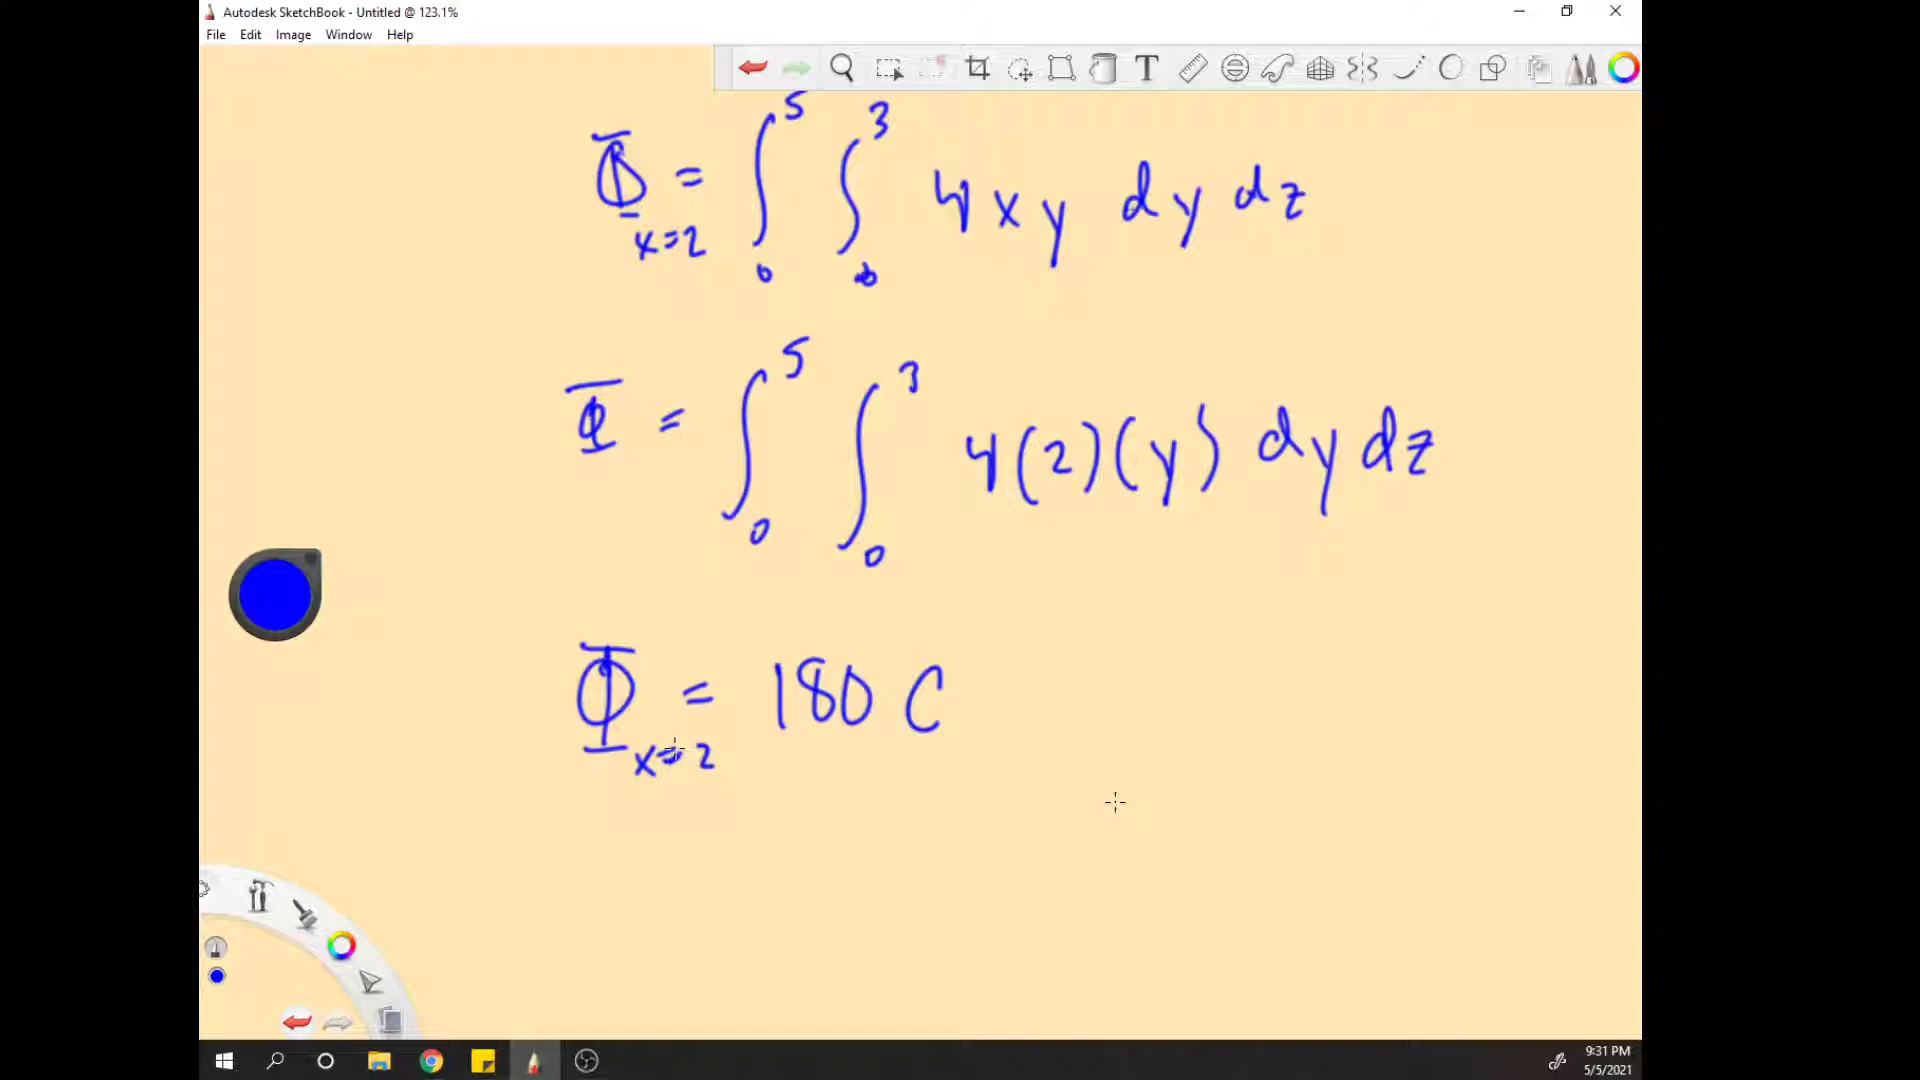 Autodesk SketchBook - Untitled @ 123.1%
File Edit Image Window Help
Φ x=2 = ∫ 0 5 ∫ 0 3 4xy dy dz
Φ = ∫ 0 5 ∫ 0 3 4(2)(y) dy dz
Φ x=2 = 180 C
9:31 PM
5/5/2021